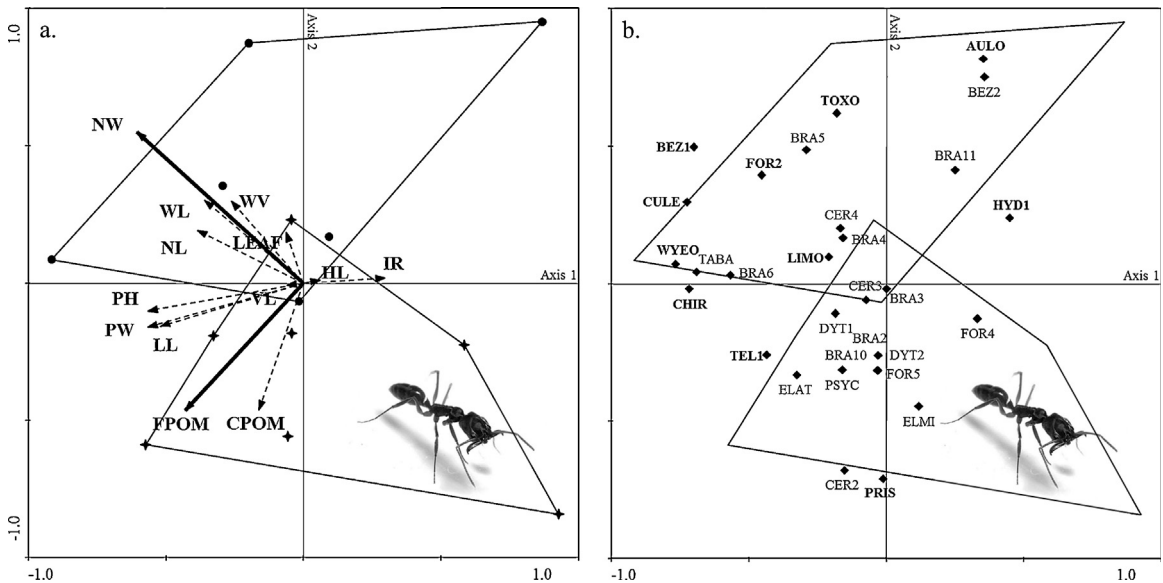 a.
1.0
Axis 2
NW
WL
WV
NL
LEAF
HL
IR
Axis 1
PH
VL
PW
LL
FPOM
CPOM
-1.0
-1.0
1.0
b.
Axis 2
AULO
BEZ2
TOXO
BEZ1
BRA5
FOR2
BRA11
CULE
HYD1
CER4
BRA4
WYEO
TABA
LIMO
BRA6
Axis 1
CHIR
CER3
BRA3
DYT1
FOR4
BRA2
TEL1
BRA10
DYT2
ELAT
PSYC
FOR5
ELMI
CER2
PRIS
-1.0
1.0